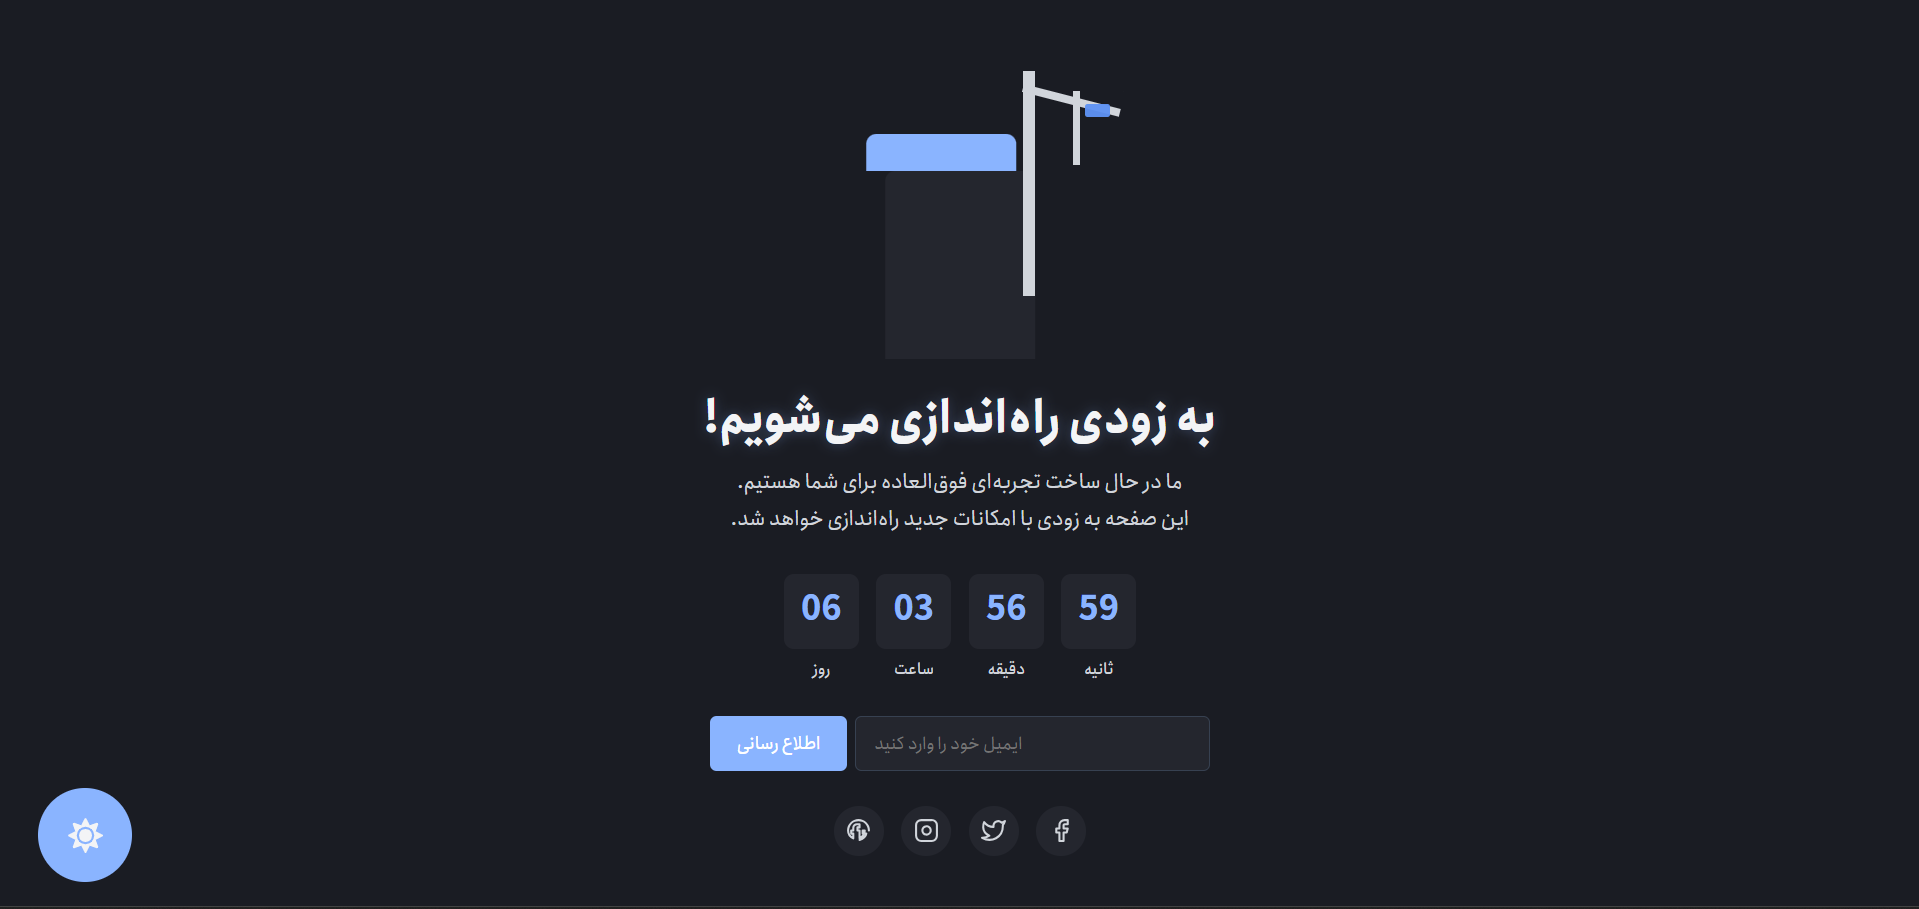 به زودی راه‌اندازی می‌شویم!
ما در حال ساخت تجربه‌ای فوق‌العاده برای شما هستیم.
این صفحه به زودی با امکانات جدید راه‌اندازی خواهد شد.
59 56 03 06
ثانیه دقیقه ساعت روز
ایمیل خود را وارد کنید
اطلاع رسانی